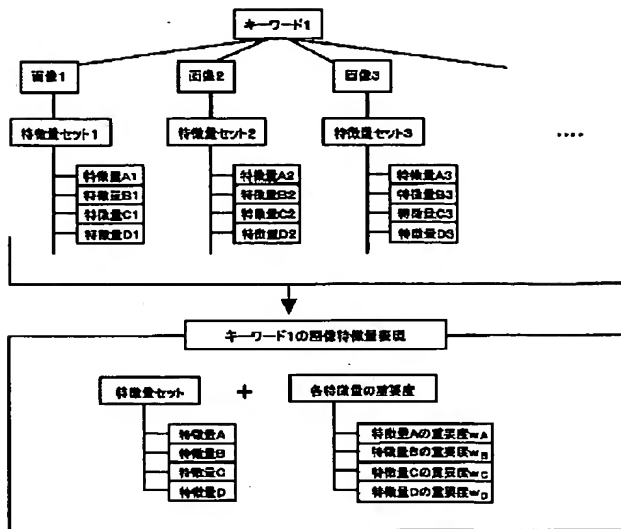 キーワード1
画像1
画像2
画像3
特徴量セット1
特徴量セット2
特徴量セット3
....
特徴量A1
特徴量B1
特徴量C1
特徴量D1
特徴量A2
特徴量B2
特徴量C2
特徴量D2
特徴量A3
特徴量B3
特徴量C3
特徴量D3
キーワード1の画像特徴量表現
特徴量セット
+
各特徴量の重要度
特徴量A
特徴量B
特徴量C
特徴量D
特徴量Aの重要度wA
特徴量Bの重要度wB
特徴量Cの重要度wC
特徴量Dの重要度wD